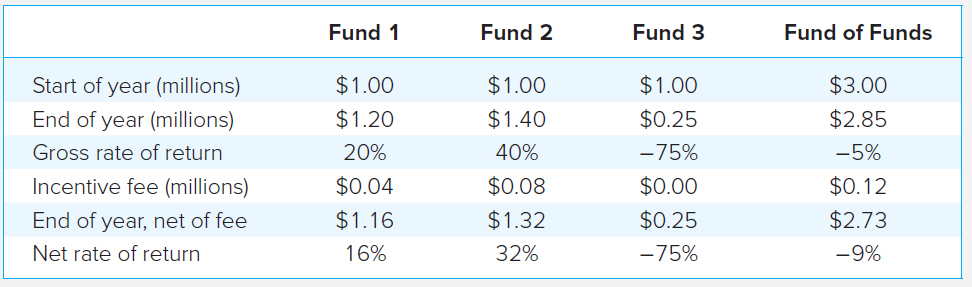 Fund 1 Fund 2 Fund 3 Fund of Funds
Start of year (millions) $1.00 $1.00 $1.00 $3.00
End of year (millions) $1.20 $1.40 $0.25 $2.85
Gross rate of return 20% 40% –75% –5%
Incentive fee (millions) $0.04 $0.08 $0.00 $0.12
End of year, net of fee $1.16 $1.32 $0.25 $2.73
Net rate of return 16% 32% –75% –9%